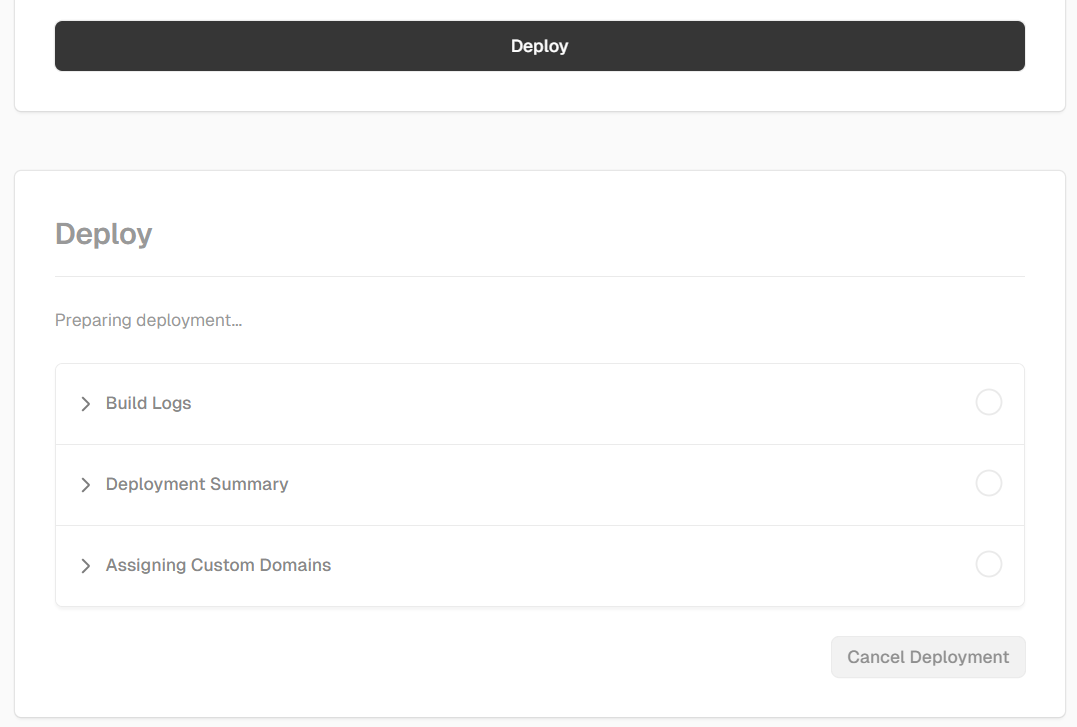 Deploy
Deploy
Preparing deployment...
Build Logs
Deployment Summary
Assigning Custom Domains
Cancel Deployment